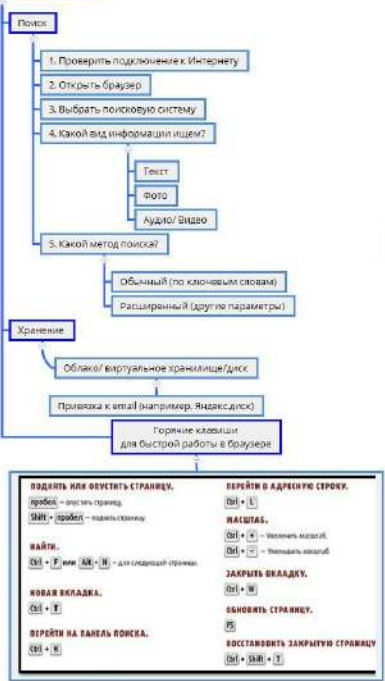 Поиск
1. Проверить подключение к Интернету
2. Открыть браузер
3. Выбрать поисковую систему
4. Какой вид информации ищем?
Текст
Фото
Аудио/ Видео
5. Какой метод поиска?
Обычный (по ключевым словам)
Расширенный (другие параметры)
Хранение
Облако/ виртуальное хранилище/диск
Привязка к email (например, Яндекс.диск)
Горячие клавиши
для быстрой работы в браузере
ПОДНЯТЬ ИЛИ ОПУСТИТЬ СТРАНИЦУ.
пробел – опустить страницу.
Shift + пробел – поднять страницу.
НАЙТИ.
Ctrl + F или Alt + N – для следующей страницы.
НОВАЯ ВКЛАДКА.
Ctrl + T
ПЕРЕЙТИ НА ПАНЕЛЬ ПОИСКА.
Ctrl + K
ПЕРЕЙТИ В АДРЕСНУЮ СТРОКУ.
Ctrl + L
МАСШТАБ.
Ctrl + + – Увеличить масштаб.
Ctrl + - – Уменьшить масштаб
ЗАКРЫТЬ ВКЛАДКУ.
Ctrl + W
ОБНОВИТЬ СТРАНИЦУ.
F5
ВОССТАНОВИТЬ ЗАКРЫТУЮ СТРАНИЦУ
Ctrl + Shift + T